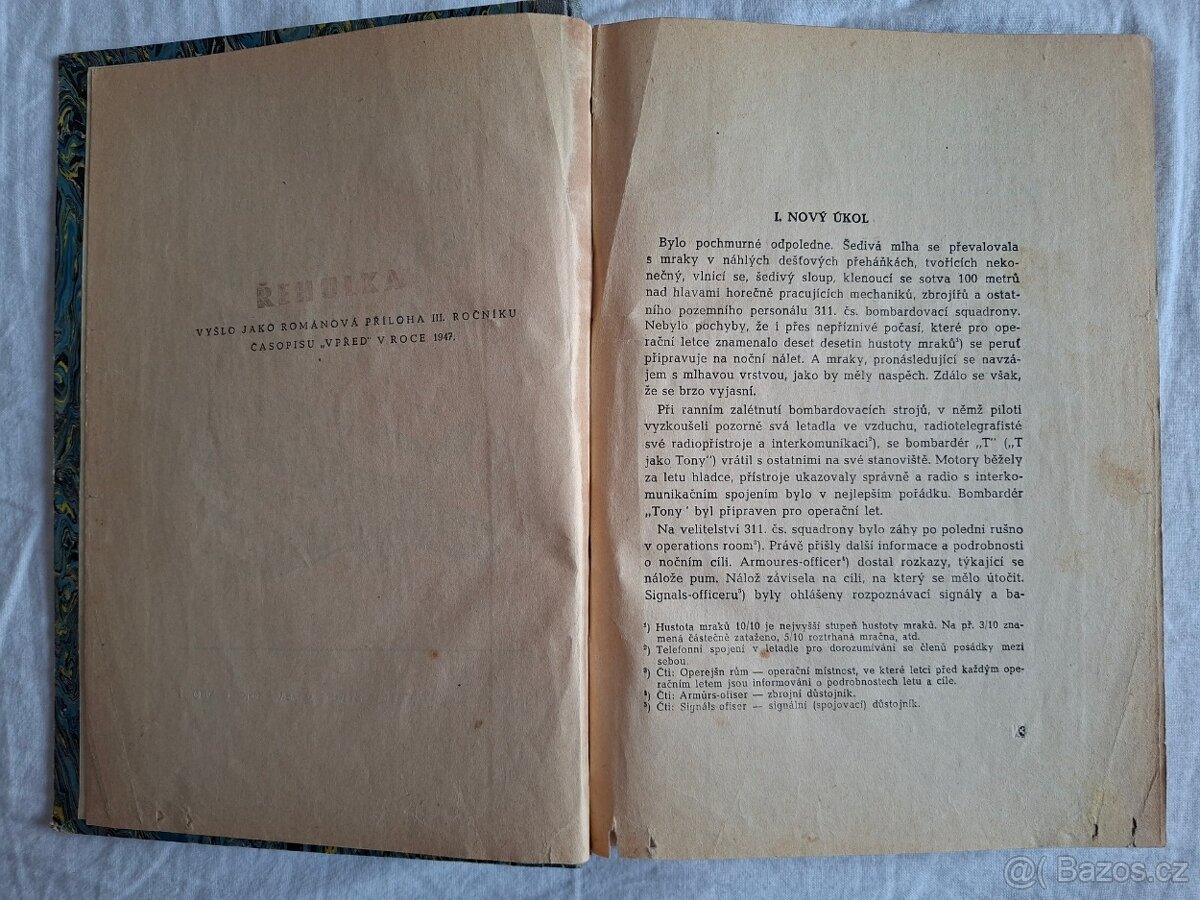 ŘEHULKA
VYŠLO JAKO ROMÁNOVÁ PŘÍLOHA III. ROČNÍKU
ČASOPISU „VPŘED" V ROCE 1947.
I. NOVÝ ÚKOL
Bylo pochmurné odpoledne. Šedivá mlha se převalovala
s mraky v náhlých dešťových přeháňkách, tvořících neko-
nečný, vlnící se, šedivý sloup, klenoucí se sotva 100 metrů
nad hlavami horečně pracujících mechaniků, zbrojířů a ostat-
ního pozemního personálu 311. čs. bombardovací squadrony.
Nebylo pochyby, že i přes nepříznivé počasí, které pro ope-
rační letce znamenalo deset desetin hustoty mraků¹) se peruť
připravuje na noční nálet. A mraky, pronásledující se navzá-
jem s mlhavou vrstvou, jako by měly naspěch. Zdálo se však,
že se brzo vyjasní.
Při ranním zalétnutí bombardovacích strojů, v němž piloti
vyzkoušeli pozorně svá letadla ve vzduchu, radiotelegrafisté
své radiopřístroje a interkomunikaci²), se bombardér „T" („T
jako Tony") vrátil s ostatními na své stanoviště. Motory běžely
za letu hladce, přístroje ukazovaly správně a radio s interko-
munikačním spojením bylo v nejlepším pořádku. Bombardér
„Tony' byl připraven pro operační let.
Na velitelství 311. čs. squadrony bylo záhy po poledni rušno
v operations room³). Právě přišly další informace a podrobnosti
o nočním cíli. Armoures-officer⁴) dostal rozkazy, týkající se
nálože pum. Nálož závisela na cíli, na který se mělo útočit.
Signals-officeru⁵) byly ohlášeny rozpoznávací signály a ba-
¹) Hustota mraků 10/10 je nejvyšší stupeň hustoty mraků. Na př. 3/10 zna-
mená částečně zataženo, 5/10 roztrhaná mračna, atd.
²) Telefonní spojení v letadle pro dorozumívání se členů posádky mezi
sebou.
³) Čti: Operejšn rům — operační místnost, ve které letci před každým ope-
račním letem jsou informováni o podrobnostech letu a cíle.
⁴) Čti: Armúrs-ofiser — zbrojní důstojník.
⁵) Čti: Signáls ofiser — signální (spojovací) důstojník.
3
@( Bazos.cz